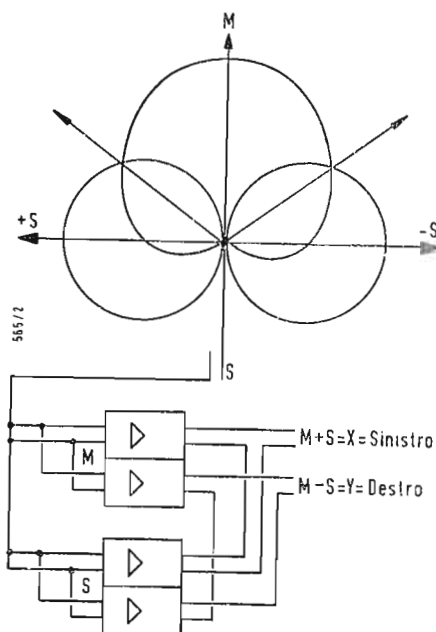 M
+S
-S
565/2
S
M
M+S=X=Sinistro
M-S=Y=Destro
S